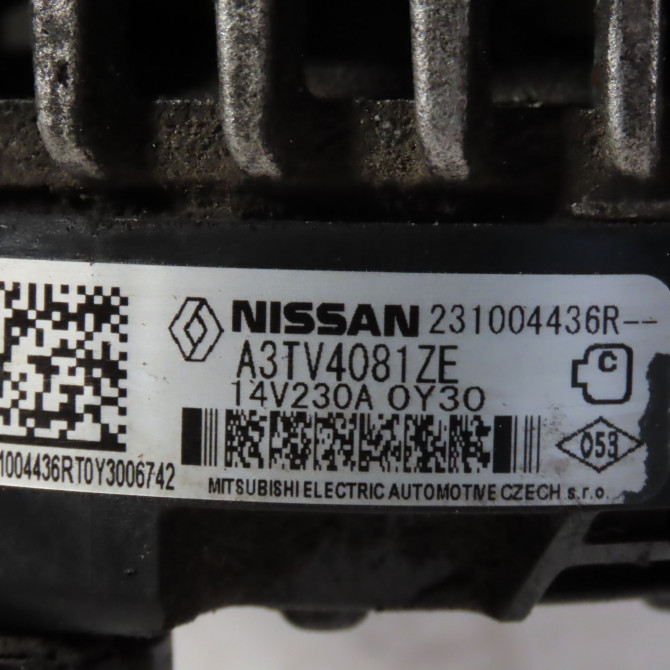 NISSAN 231004436R--
A3TV4081ZE
C
14V230A 0Y30
053
1004436RT0Y3006742
MITSUBISHI ELECTRIC AUTOMOTIVE CZECH s.r.o.